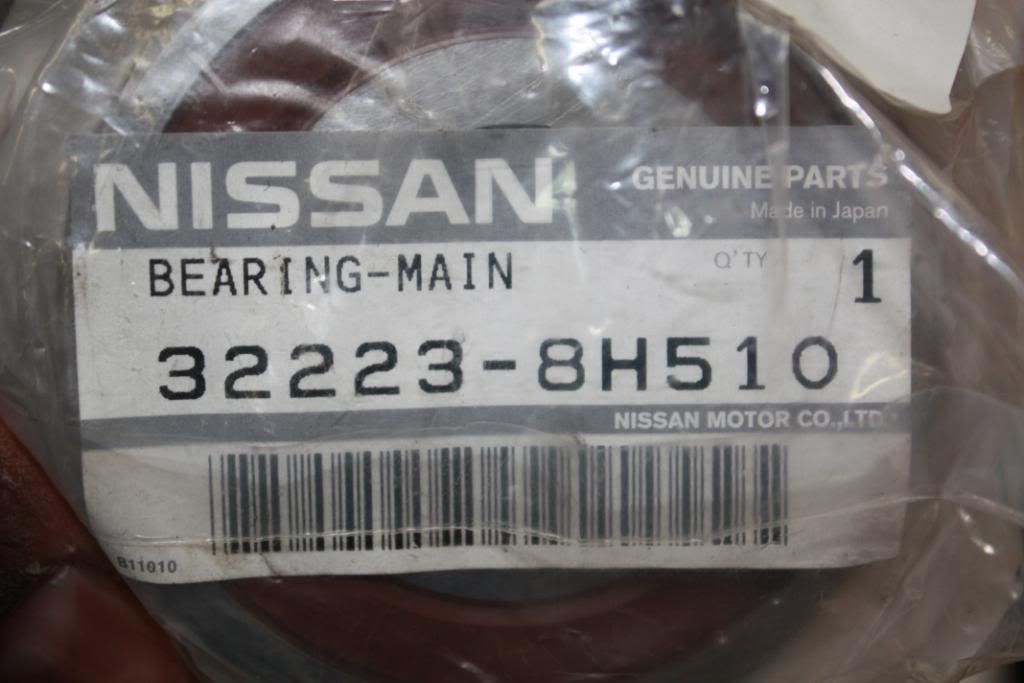 NISSAN GENUINE PARTS
Made in Japan
BEARING-MAIN Q'TY 1
32223-8H510
NISSAN MOTOR CO.,LTD.
B11010